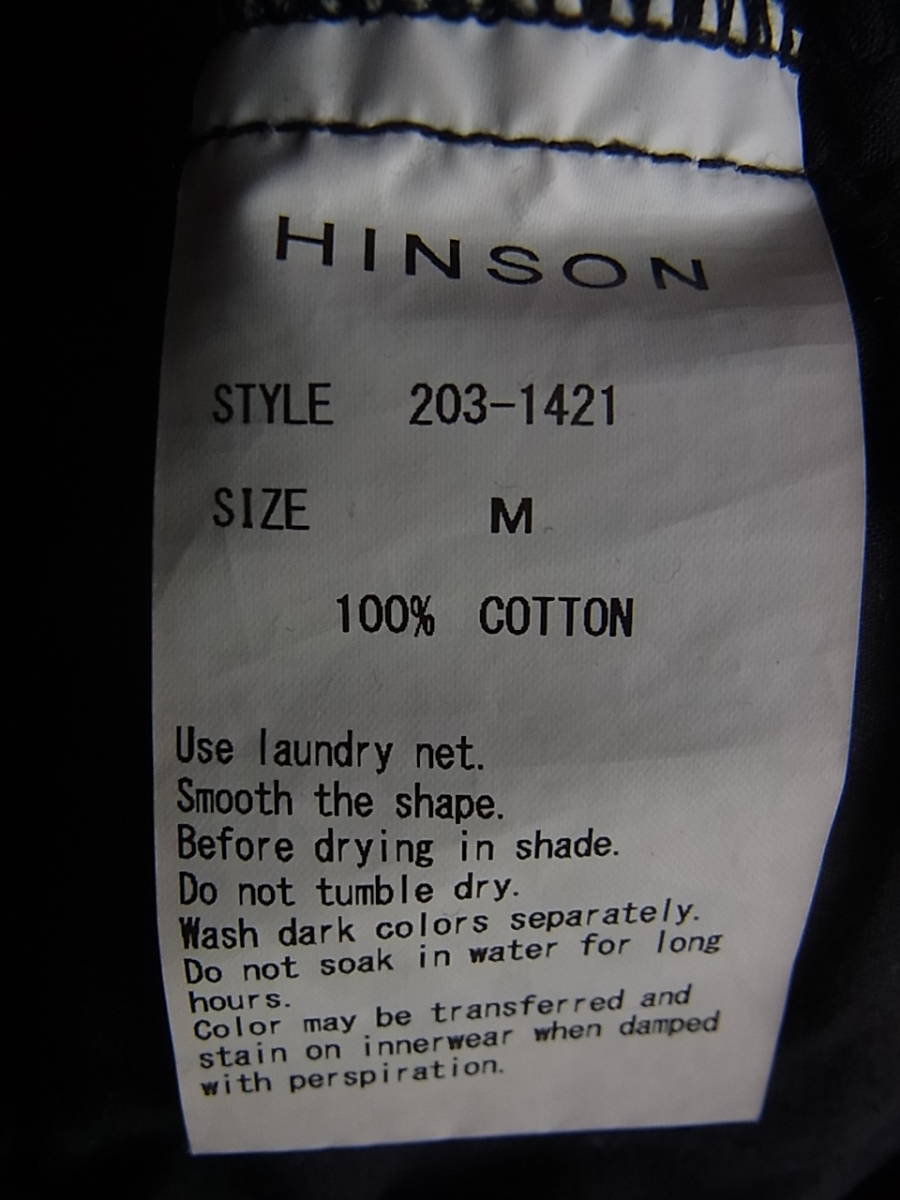 HINSON
STYLE 203-1421
SIZE M
100% COTTON
Use laundry net.
Smooth the shape.
Before drying in shade.
Do not tumble dry.
Wash dark colors separately.
Do not soak in water for long
hours.
Color may be transferred and
stain on innerwear when damped
with perspiration.